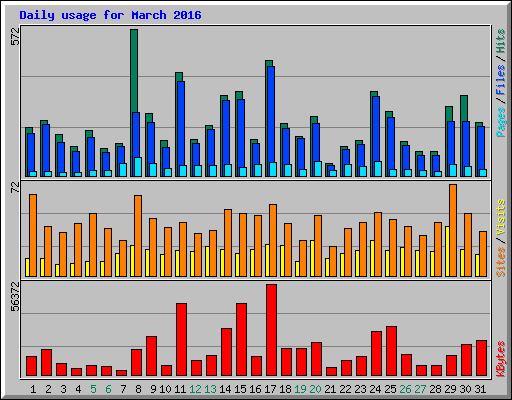 Daily usage for March 2016
572
Pages / Files / Hits
72
Sites / Visits
56372
KBytes
1 2 3 4 5 6 7 8 9 10 11 12 13 14 15 16 17 18 19 20 21 22 23 24 25 26 27 28 29 30 31